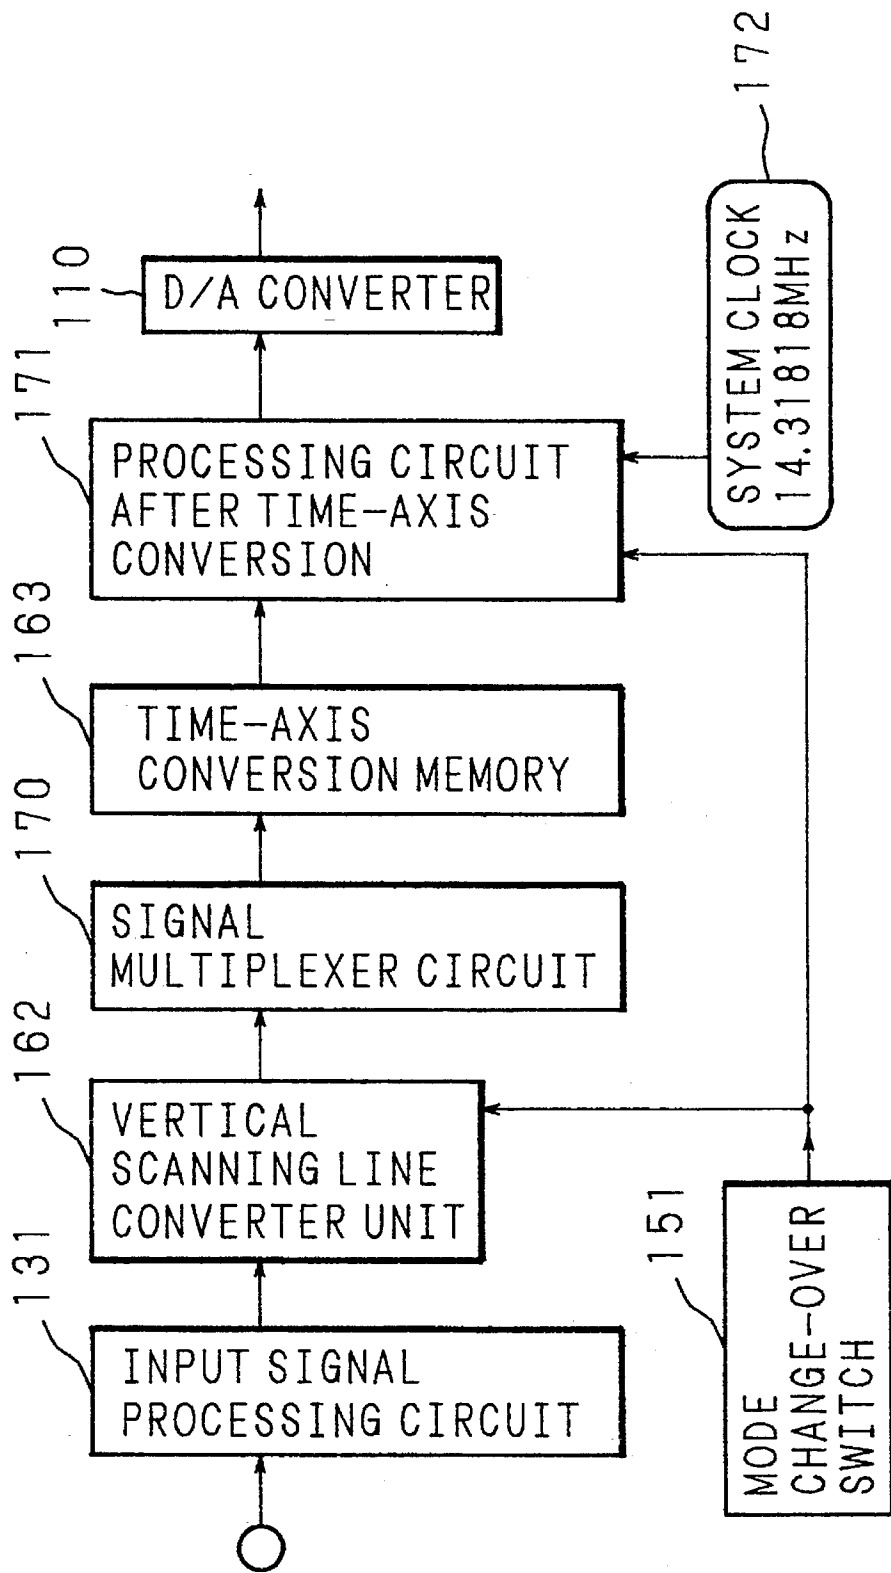 131
INPUT SIGNAL
PROCESSING CIRCUIT
162
VERTICAL
SCANNING LINE
CONVERTER UNIT
170
SIGNAL
MULTIPLEXER CIRCUIT
163
TIME-AXIS
CONVERSION MEMORY
171
PROCESSING CIRCUIT
AFTER TIME-AXIS
CONVERSION
110
D/A CONVERTER
151
MODE
CHANGE-OVER
SWITCH
172
SYSTEM CLOCK
14.31818MHz